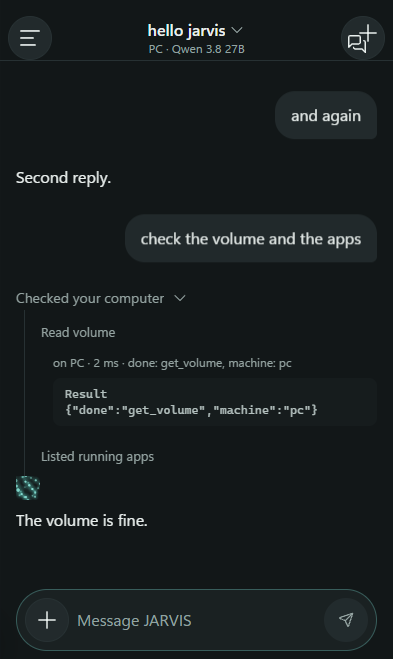 hello jarvis
PC · Qwen 3.8 27B
and again
Second reply.
check the volume and the apps
Checked your computer
Read volume
on PC · 2 ms · done: get_volume, machine: pc
Result
{"done":"get_volume","machine":"pc"}
Listed running apps
The volume is fine.
Message JARVIS